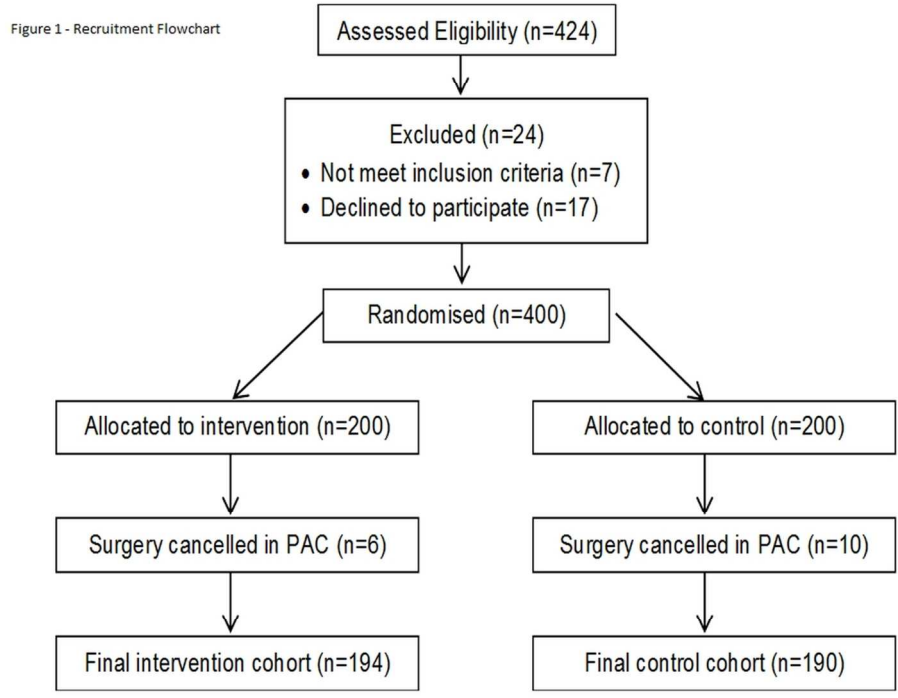 Figure 1 - Recruitment Flowchart
Assessed Eligibility (n=424)
Excluded (n=24)
• Not meet inclusion criteria (n=7)
• Declined to participate (n=17)
Randomised (n=400)
Allocated to intervention (n=200)
Allocated to control (n=200)
Surgery cancelled in PAC (n=6)
Surgery cancelled in PAC (n=10)
Final intervention cohort (n=194)
Final control cohort (n=190)